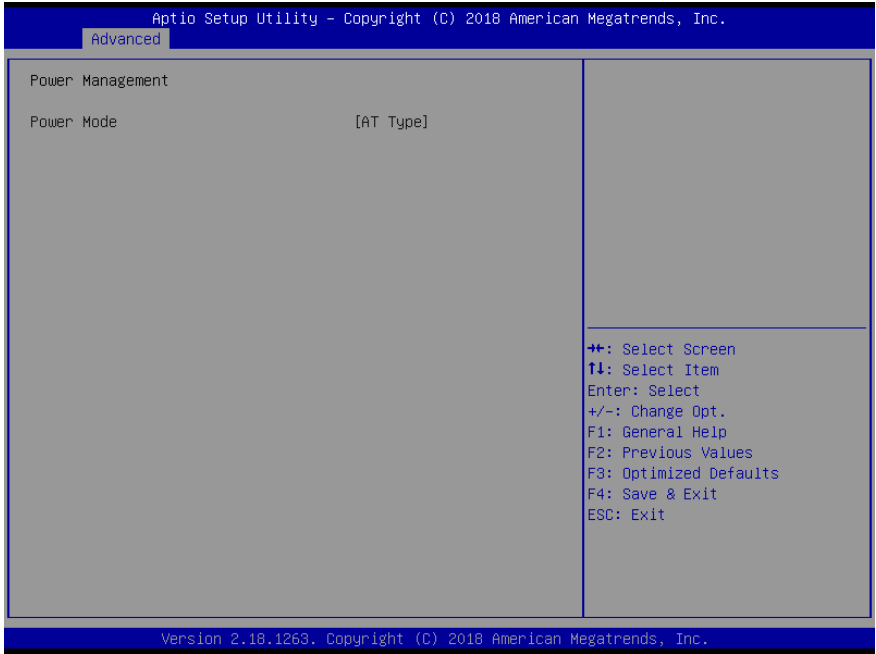 Aptio Setup Utility – Copyright (C) 2018 American Megatrends, Inc.
Advanced
Power Management
Power Mode [AT Type]
→←: Select Screen
↑↓: Select Item
Enter: Select
+/-: Change Opt.
F1: General Help
F2: Previous Values
F3: Optimized Defaults
F4: Save & Exit
ESC: Exit
Version 2.18.1263. Copyright (C) 2018 American Megatrends, Inc.